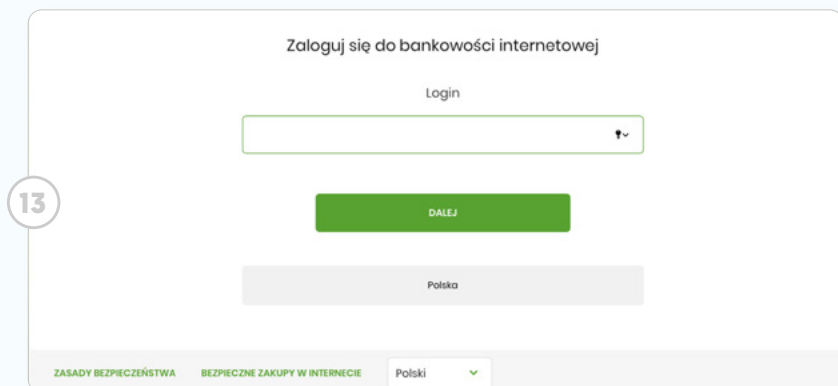 Zaloguj się do bankowości internetowej
Login
13
DALEJ
Polska
ZASADY BEZPIECZEŃSTWA BEZPIECZNE ZAKUPY W INTERNECIE Polski